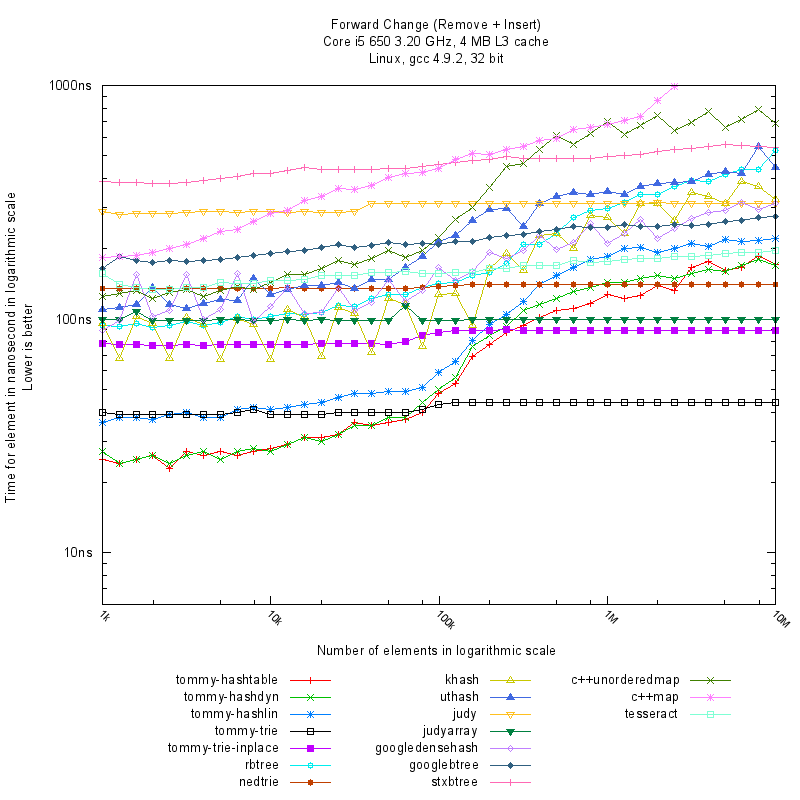 Forward Change (Remove + Insert)
Core i5 650 3.20 GHz, 4 MB L3 cache
Linux, gcc 4.9.2, 32 bit
1000ns
100ns
10ns
Time for element in nanosecond in logarithmic scale
Lower is better
1k
10k
100k
1M
10M
Number of elements in logarithmic scale
tommy-hashtable
tommy-hashdyn
tommy-hashlin
tommy-trie
tommy-trie-inplace
rbtree
nedtrie
khash
uthash
judy
judyarray
googledensehash
googlebtree
stxbtree
c++unorderedmap
c++map
tesseract